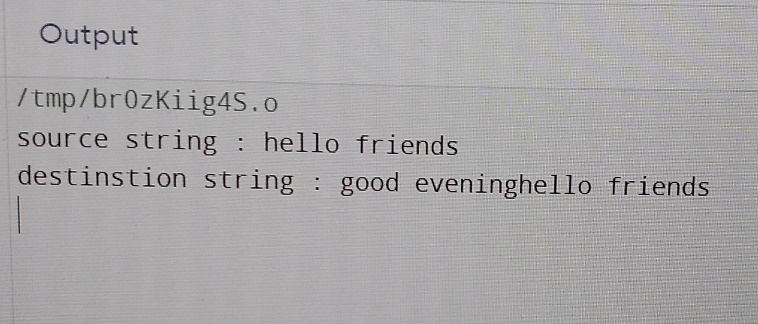 Output
/tmp/br0zKiig4S.o
source string : hello friends
destinstion string : good eveninghello friends